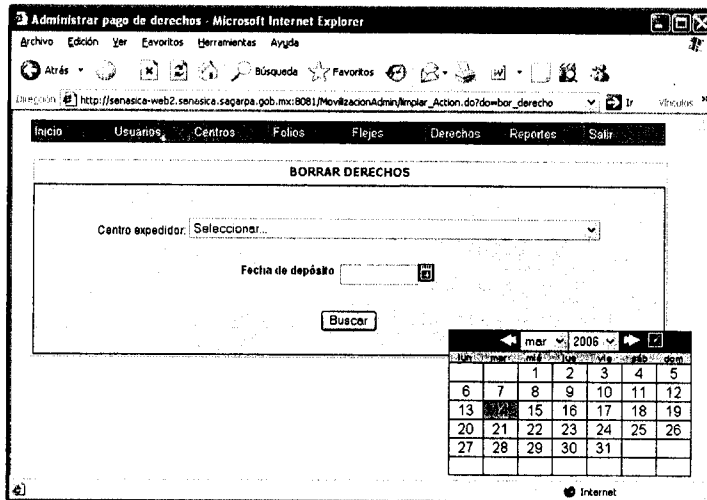 Administrar pago de derechos - Microsoft Internet Explorer
Archivo Edición Ver Favoritos Herramientas Ayuda
Atrás Búsqueda Favoritos
Dirección http://senasica-web2.senasica.sagarpa.gob.mx:8081/MovilizacionAdmin/Implar_Action.do?do=bor_derecho Ir Vínculos »
Inicio Usuarios Centros Folios Flejes Derechos Reportes Salir
BORRAR DERECHOS
Centro expedidor: Seleccionar...
Fecha de depósito
Buscar
mar 2006
lun mar mié jue vie sáb dom
1 2 3 4 5
6 7 8 9 10 11 12
13 14 15 16 17 18 19
20 21 22 23 24 25 26
27 28 29 30 31
Internet